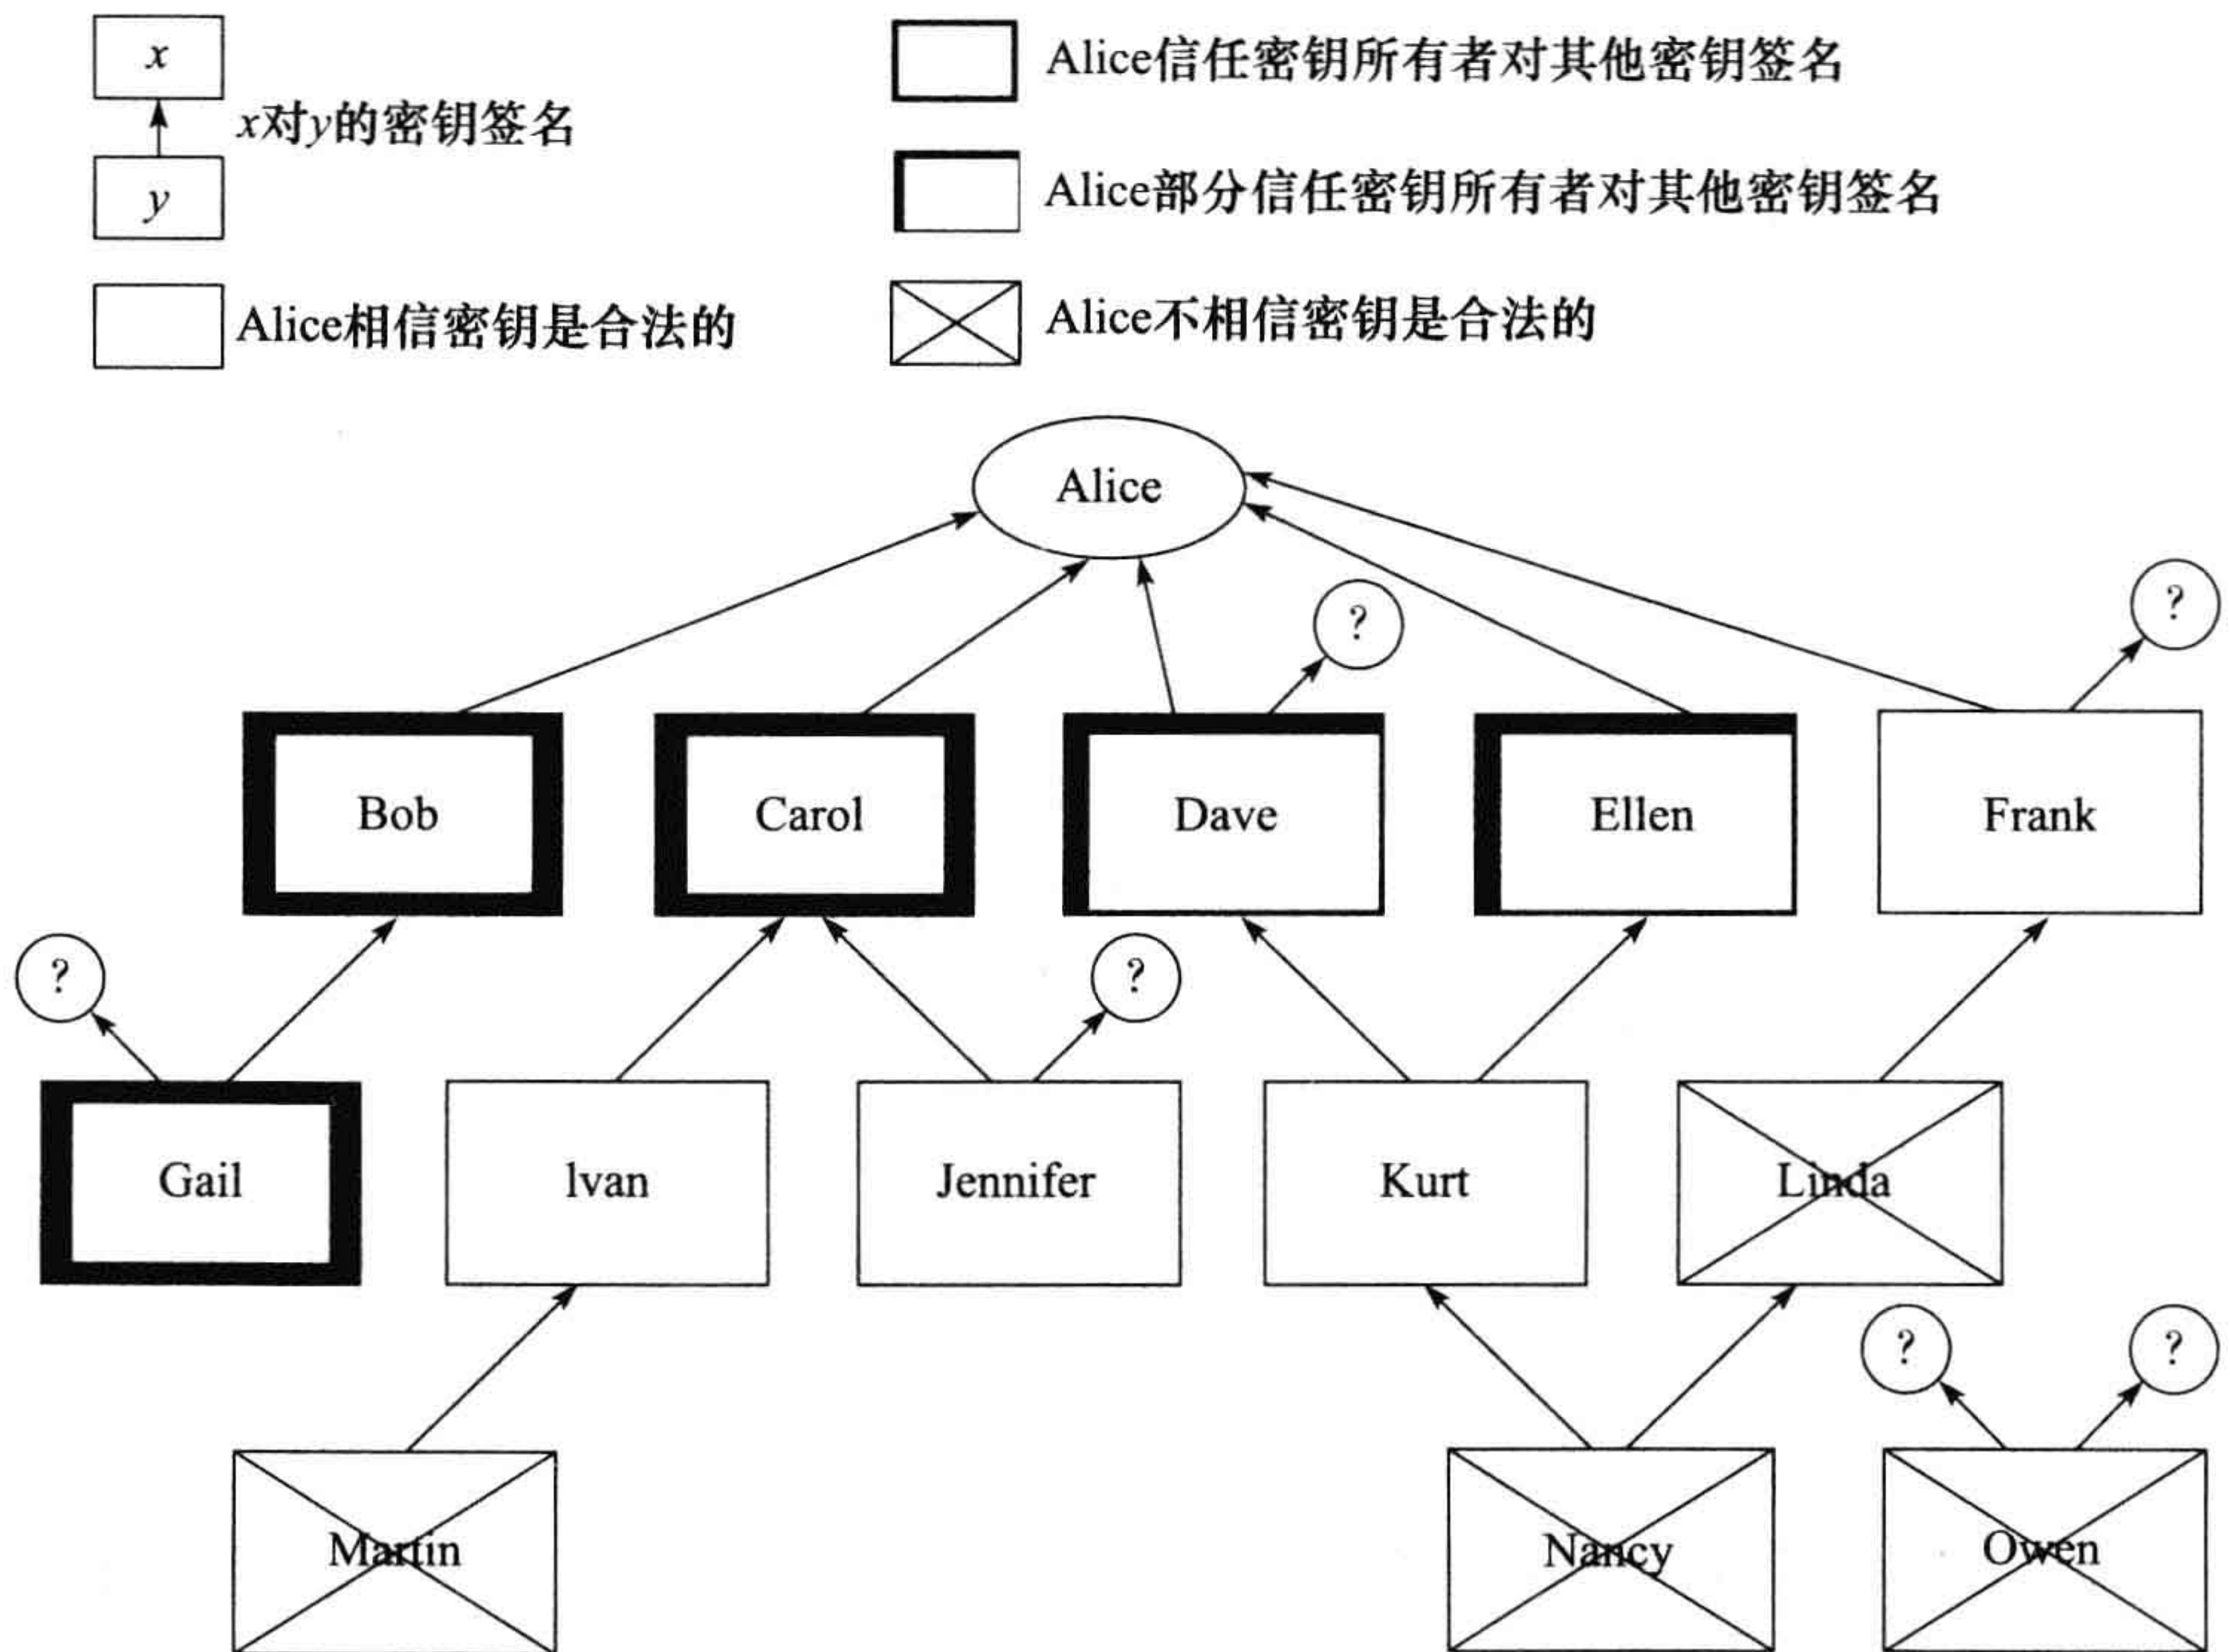 x
Alice信任密钥所有者对其他密钥签名
x对y的密钥签名
Alice部分信任密钥所有者对其他密钥签名
y
Alice相信密钥是合法的
Alice不相信密钥是合法的
Alice
?
?
Bob
Carol
Dave
Ellen
Frank
?
?
Gail
lvan
Jennifer
Kurt
Linda
?
?
Martin
Nancy
Owen